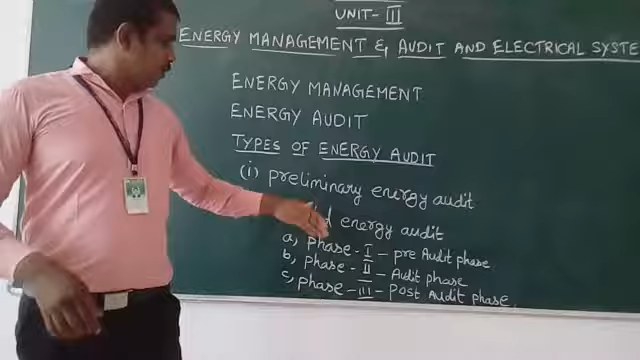 UNIT-III
ENERGY MANAGEMENT & AUDIT AND ELECTRICAL SYSTE
ENERGY MANAGEMENT
ENERGY AUDIT
TYPES OF ENERGY AUDIT
(i) preliminary energy audit
energy audit
a, phase-I - pre Audit phase
b, phase-II - Audit phase
c, phase-III - post Audit phase.